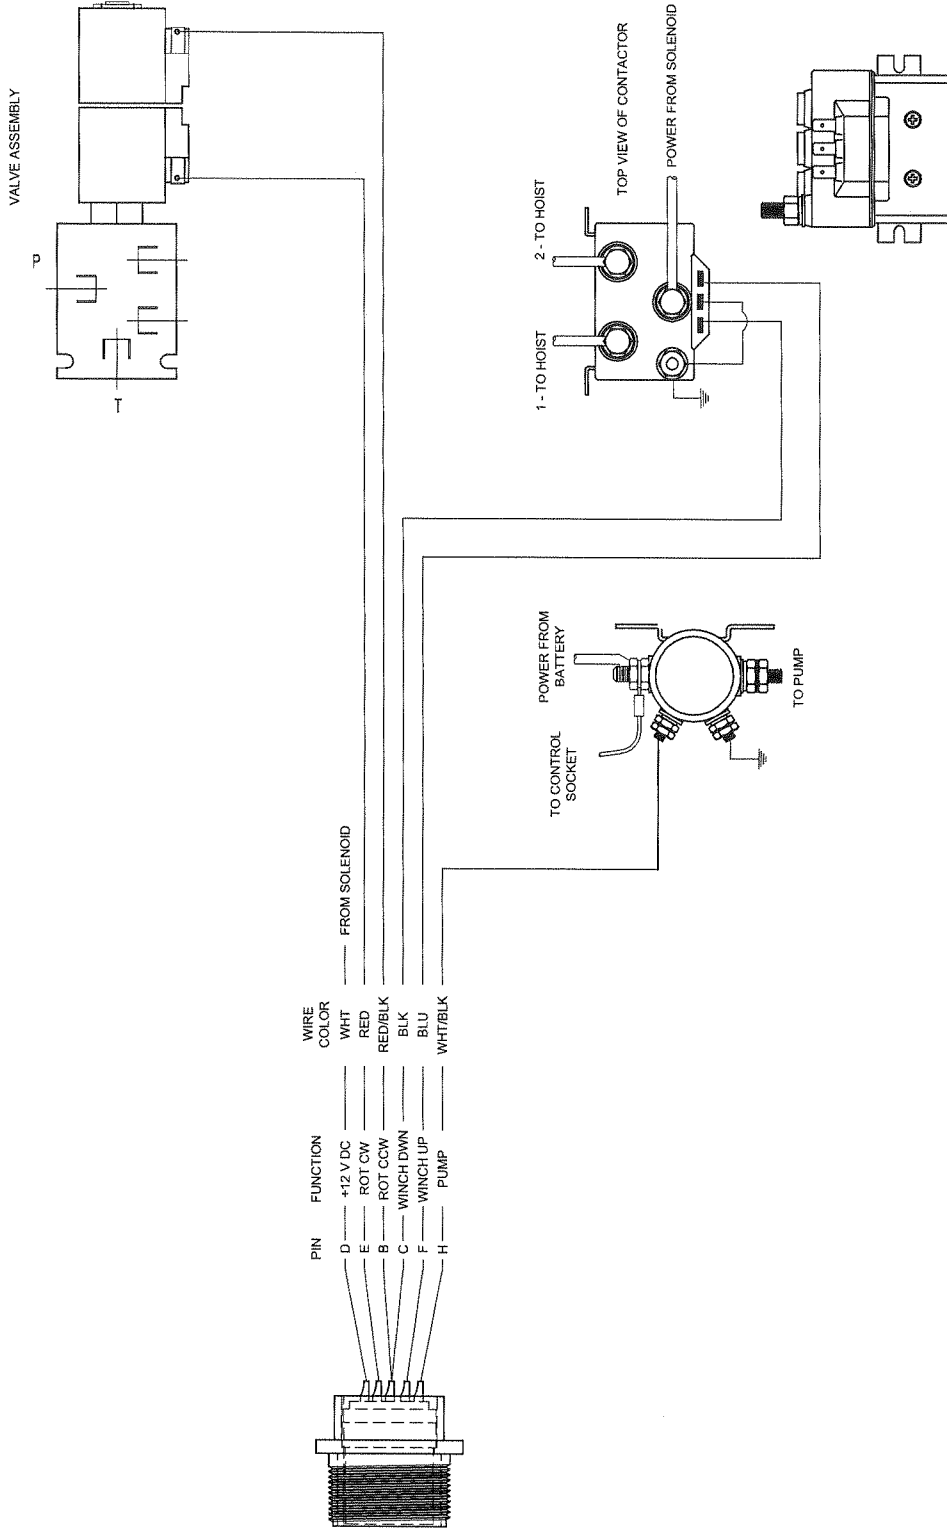 VALVE ASSEMBLY
P
T
2 - TO HOIST
1 - TO HOIST
TOP VIEW OF CONTACTOR
POWER FROM SOLENOID
POWER FROM
BATTERY
TO CONTROL
SOCKET
TO PUMP
PIN FUNCTION WIRE
COLOR
D +12 V DC WHT FROM SOLENOID
E ROT CW RED
B ROT CCW RED/BLK
C WINCH DWN BLK
F WINCH UP BLU
H PUMP WHT/BLK